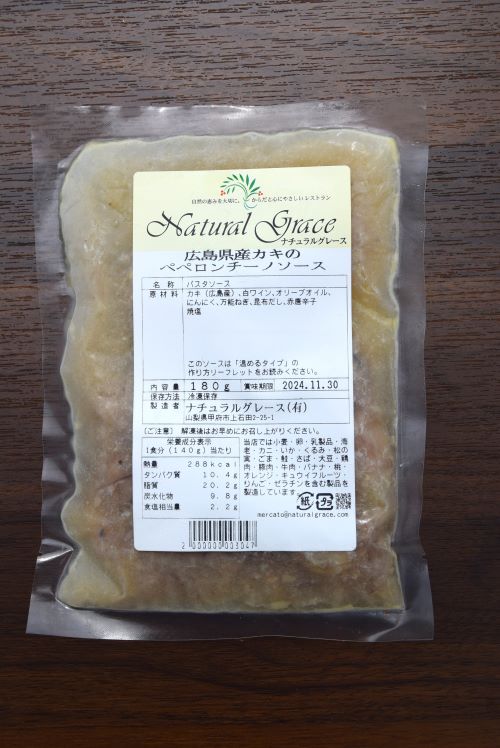 自然の恵みを大切に、からだと心にやさしいレストラン
Natural Grace
ナチュラルグレース
広島県産カキの
ペペロンチーノソース
名 称 パスタソース
原材料 カキ(広島産)、白ワイン、オリーブオイル、
にんにく、万能ねぎ、昆布だし、赤唐辛子
焼塩
このソースは「温めるタイプ」の
作り方リーフレットをお読みください。
内容量 180g 賞味期限 2024.11.30
保存方法 冷凍保存
製造者 ナチュラルグレース(有)
山梨県甲府市上石田2-25-1
[ご注意] 解凍後はお早めにお召し上がりください。
栄養成分表示
1食分(140g)当たり
熱量 288kcal
タンパク質 10.4g
脂質 20.2g
炭水化物 9.8g
食塩相当量 2.2g
当店では小麦・卵・乳製品・海
老・カニ・いか・くるみ・松の
実・ごま・鮭・さば・大豆・鶏
肉・豚肉・牛肉・バナナ・桃・
オレンジ・キュウイフルーツ・
りんご・ゼラチンを含む製品を
製造しています
紙 プラ
mercato@naturalgrace.com
2 000000 003047